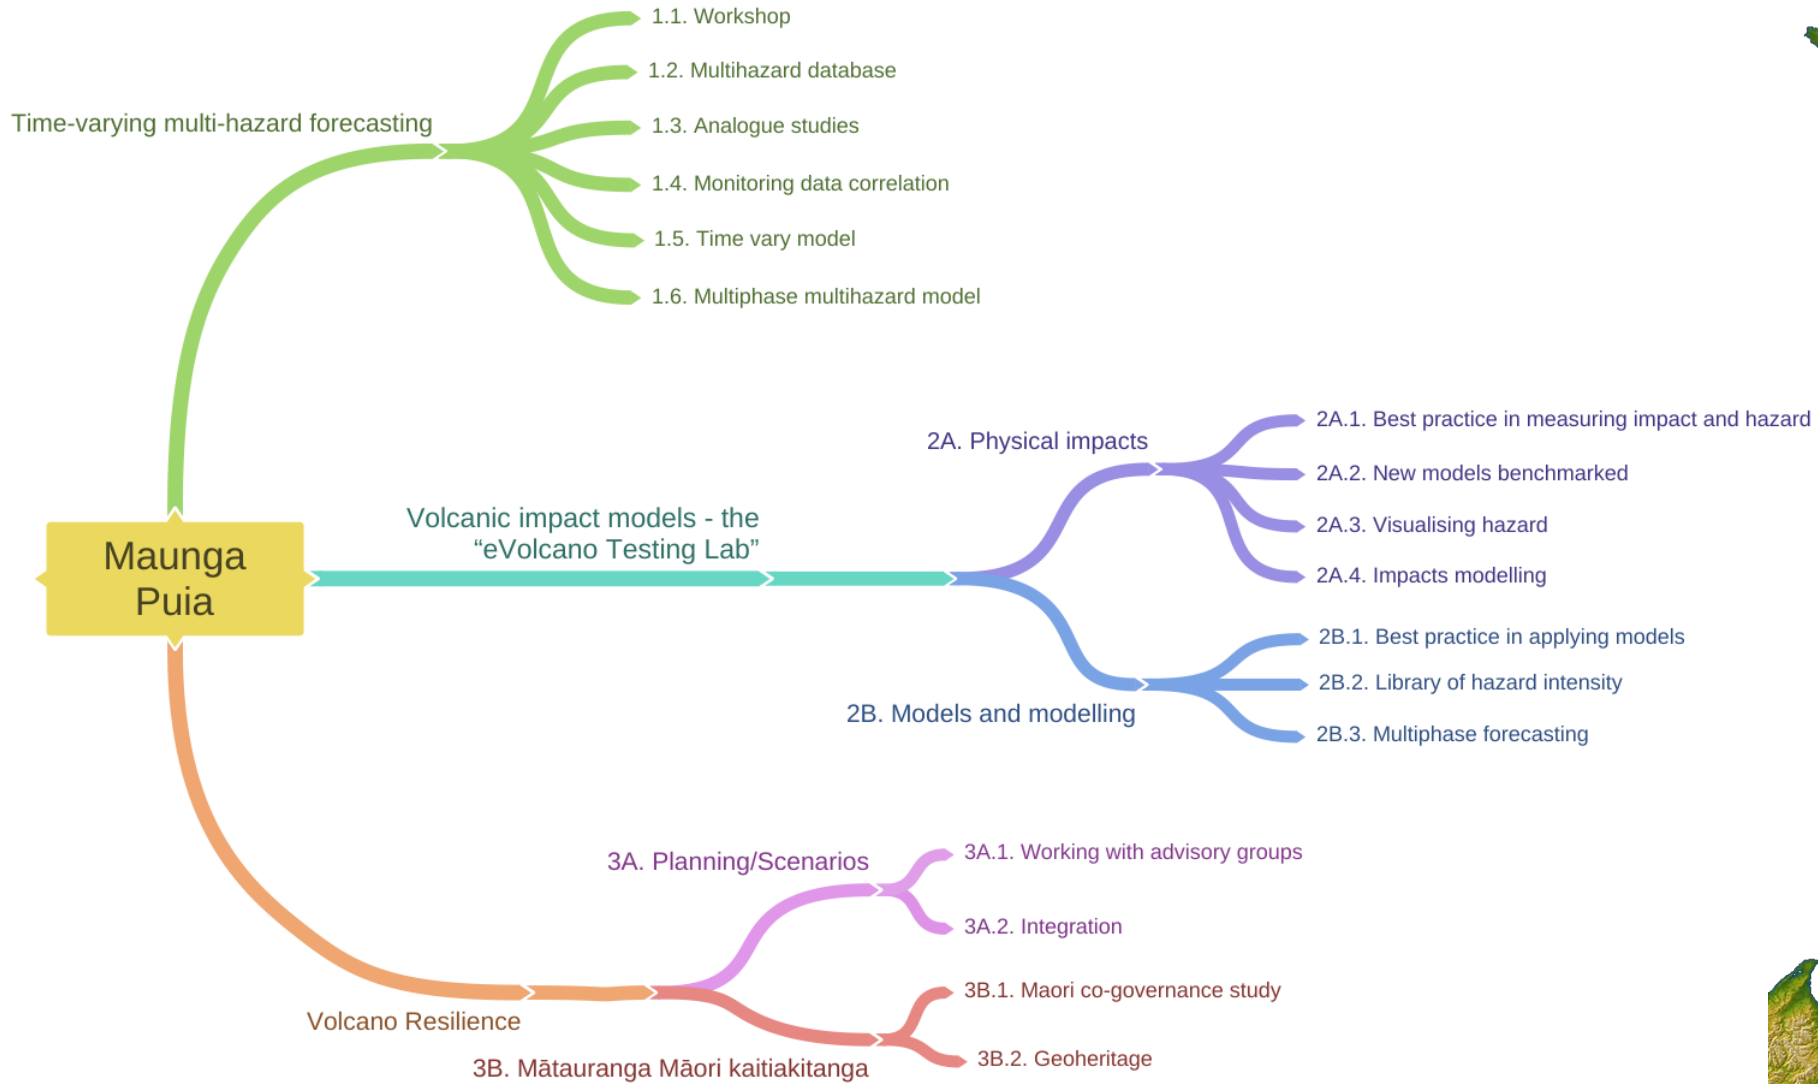 Maunga
Puia
Time-varying multi-hazard forecasting
1.1. Workshop
1.2. Multihazard database
1.3. Analogue studies
1.4. Monitoring data correlation
1.5. Time vary model
1.6. Multiphase multihazard model
Volcanic impact models - the
“eVolcano Testing Lab”
2A. Physical impacts
2A.1. Best practice in measuring impact and hazard
2A.2. New models benchmarked
2A.3. Visualising hazard
2A.4. Impacts modelling
2B. Models and modelling
2B.1. Best practice in applying models
2B.2. Library of hazard intensity
2B.3. Multiphase forecasting
Volcano Resilience
3A. Planning/Scenarios
3A.1. Working with advisory groups
3A.2. Integration
3B. Mātauranga Māori kaitiakitanga
3B.1. Maori co-governance study
3B.2. Geoheritage